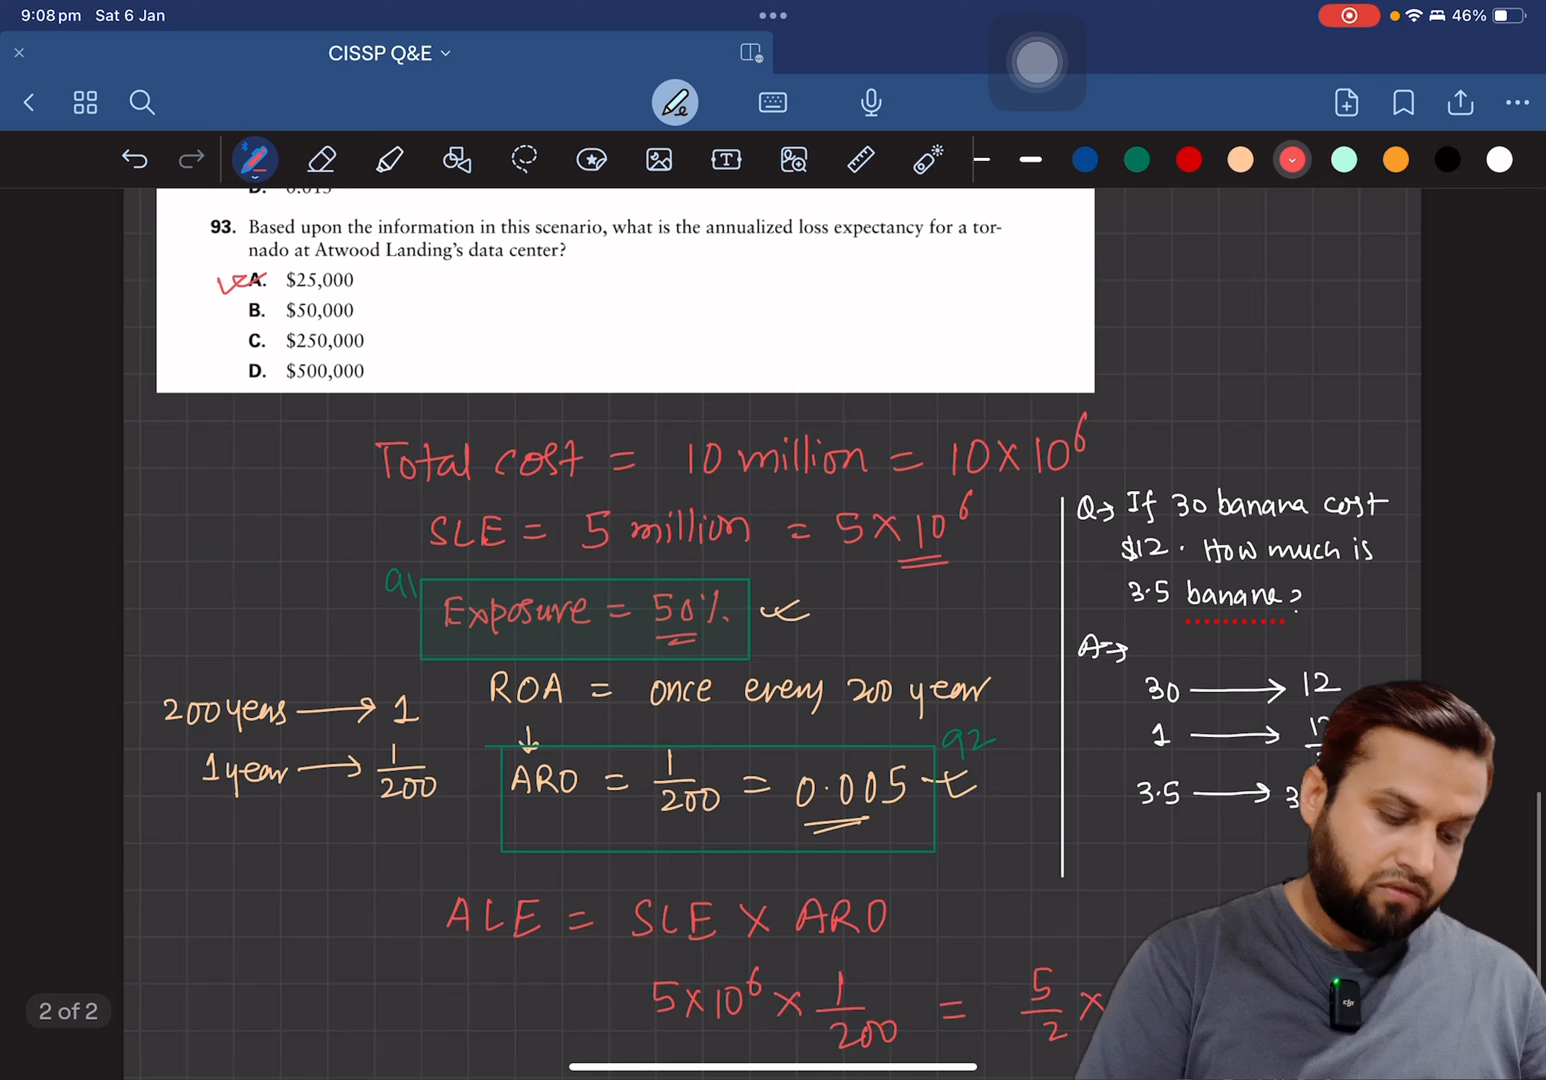 9:08 pm Sat 6 Jan
46%
CISSP Q&E
93. Based upon the information in this scenario, what is the annualized loss expectancy for a tor-
nado at Atwood Landing's data center?
A. $25,000
B. $50,000
C. $250,000
D. $500,000
Total cost = 10 million = 10 X 10^6
SLE = 5 million = 5 X 10^6
91
Exposure = 50%
ROA = once every 200 year
200 years → 1
1 year → 1/200
92
ARO = 1/200 = 0.005
ALE = SLE X ARO
5 X 10^6 X 1/200 = 5/2 X
Q→ If 30 banana cost
$12. How much is
3.5 banana?
A→
30 → 12
1 →
3.5 →
2 of 2
dji